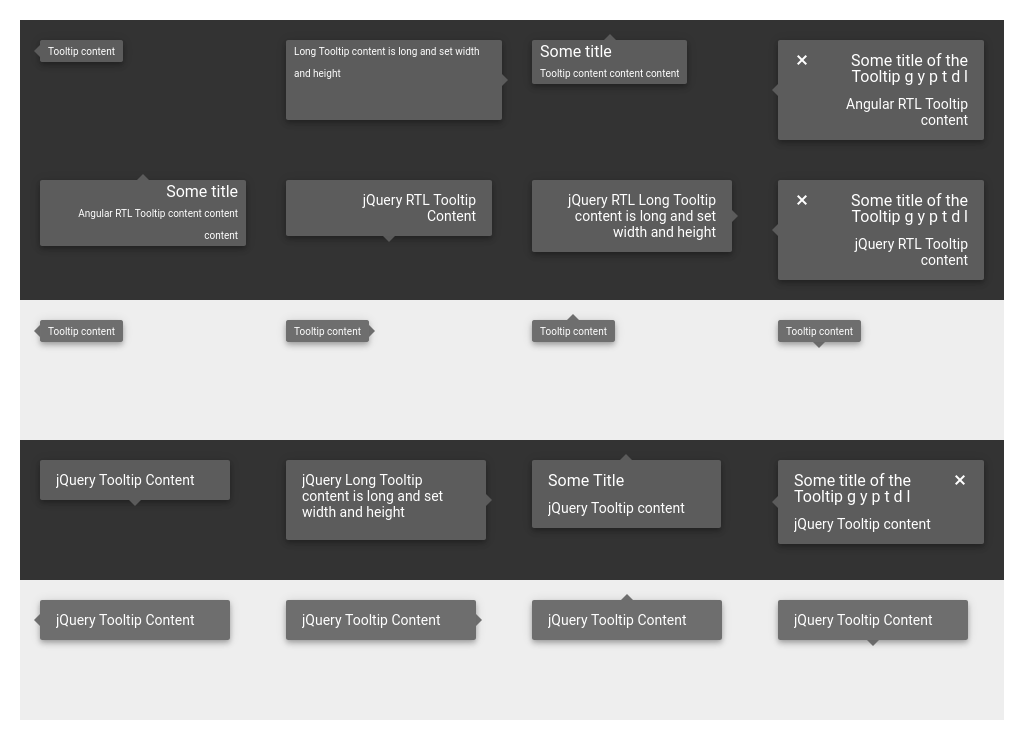 Tooltip content
Long Tooltip content is long and set width
and height
Some title
Tooltip content content content
×
Some title of the
Tooltip g y p t d l
Angular RTL Tooltip
content
Some title
Angular RTL Tooltip content content
content
jQuery RTL Tooltip
Content
jQuery RTL Long Tooltip
content is long and set
width and height
×
Some title of the
Tooltip g y p t d l
jQuery RTL Tooltip
content
Tooltip content
Tooltip content
Tooltip content
Tooltip content
jQuery Tooltip Content
jQuery Long Tooltip
content is long and set
width and height
Some Title
jQuery Tooltip content
Some title of the
Tooltip g y p t d l
×
jQuery Tooltip content
jQuery Tooltip Content
jQuery Tooltip Content
jQuery Tooltip Content
jQuery Tooltip Content